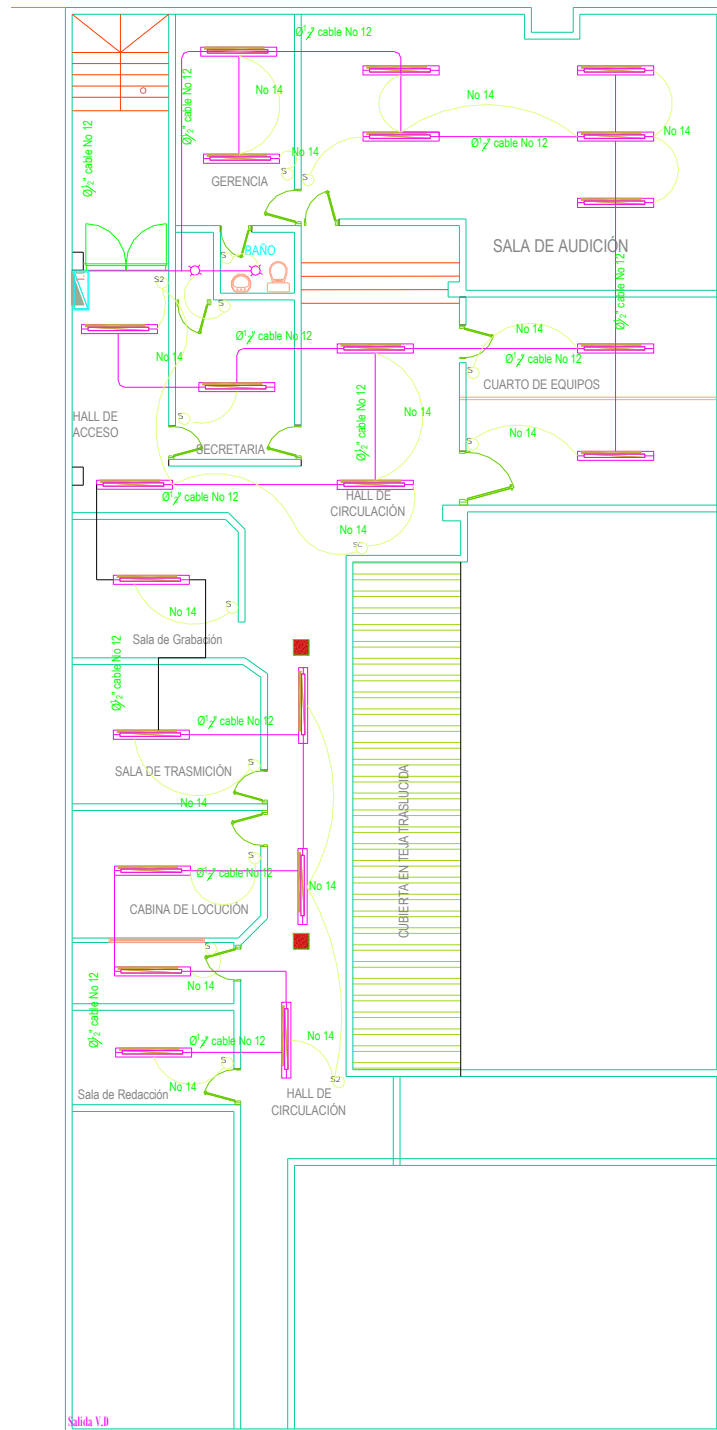 Ø1/2" cable No 12
Ø1/2" cable No 12
Ø1/2" cable No 12
No 14
No 14
No 14
Ø1/2" cable No 12
S
S
GERENCIA
SALA DE AUDICIÓN
BAÑO
S
S2
S
Ø1/2" cable No 12
Ø1/2" cable No 12
No 14
No 14
Ø1/2" cable No 12
S
CUARTO DE EQUIPOS
Ø1/2" cable No 12
No 14
HALL DE
ACCESO
S
No 14
S
SECRETARIA
Ø1/2" cable No 12
HALL DE
CIRCULACIÓN
No 14
SC
No 14
S
Sala de Grabación
Ø1/2" cable No 12
Ø1/2" cable No 12
SALA DE TRASMICIÓN
S
No 14
S
Ø1/2" cable No 12
No 14
CABINA DE LOCUCIÓN
CUBIERTA EN TEJA TRASLUCIDA
S
No 14
Ø1/2" cable No 12
Ø1/2" cable No 12
No 14
S
No 14
S2
Sala de Redacción
HALL DE
CIRCULACIÓN
Salida V.D